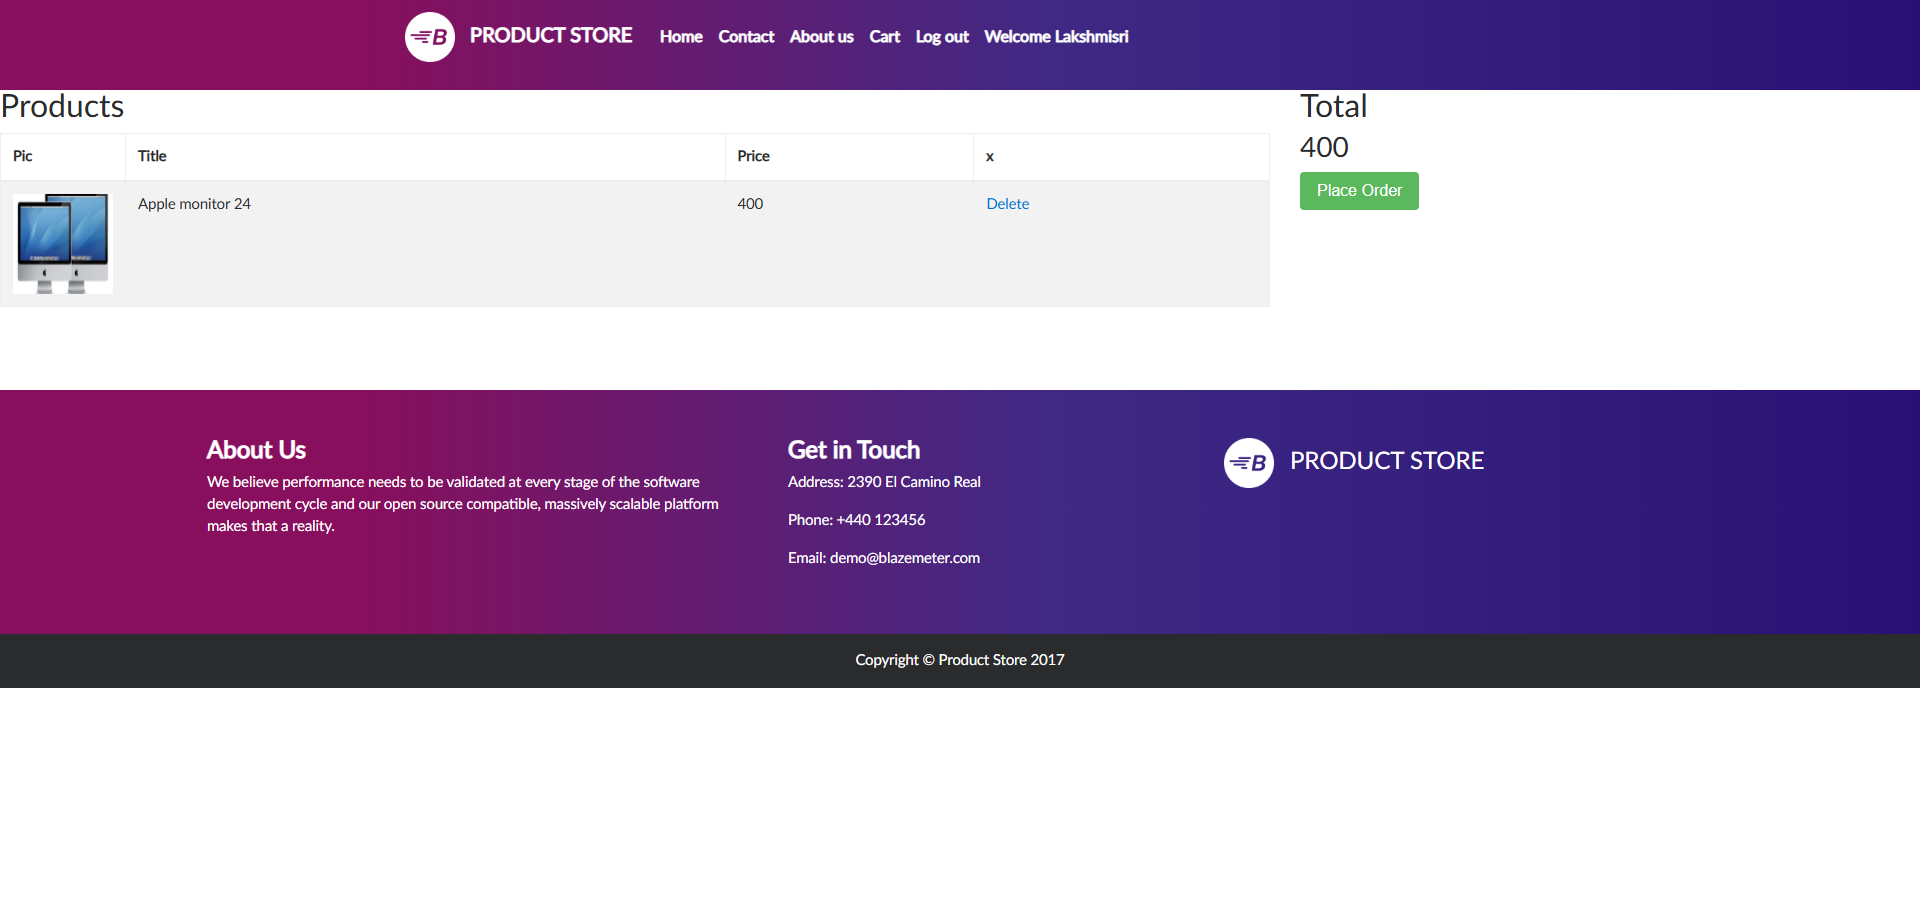 B PRODUCT STORE Home Contact About us Cart Log out Welcome Lakshmisri
Products
Pic Title Price x
Apple monitor 24 400 Delete
Total
400
Place Order
About Us
We believe performance needs to be validated at every stage of the software
development cycle and our open source compatible, massively scalable platform
makes that a reality.
Get in Touch
Address: 2390 El Camino Real
Phone: +440 123456
Email: demo@blazemeter.com
B PRODUCT STORE
Copyright © Product Store 2017